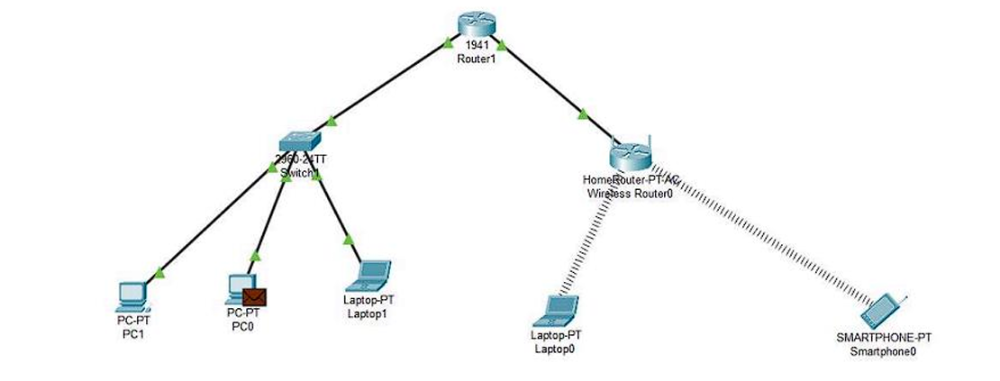 1941
Router1
2960-24TT
Switch1
HomeRouter-PT-AC
Wireless Router0
PC-PT
PC1
PC-PT
PC0
Laptop-PT
Laptop1
Laptop-PT
Laptop0
SMARTPHONE-PT
Smartphone0